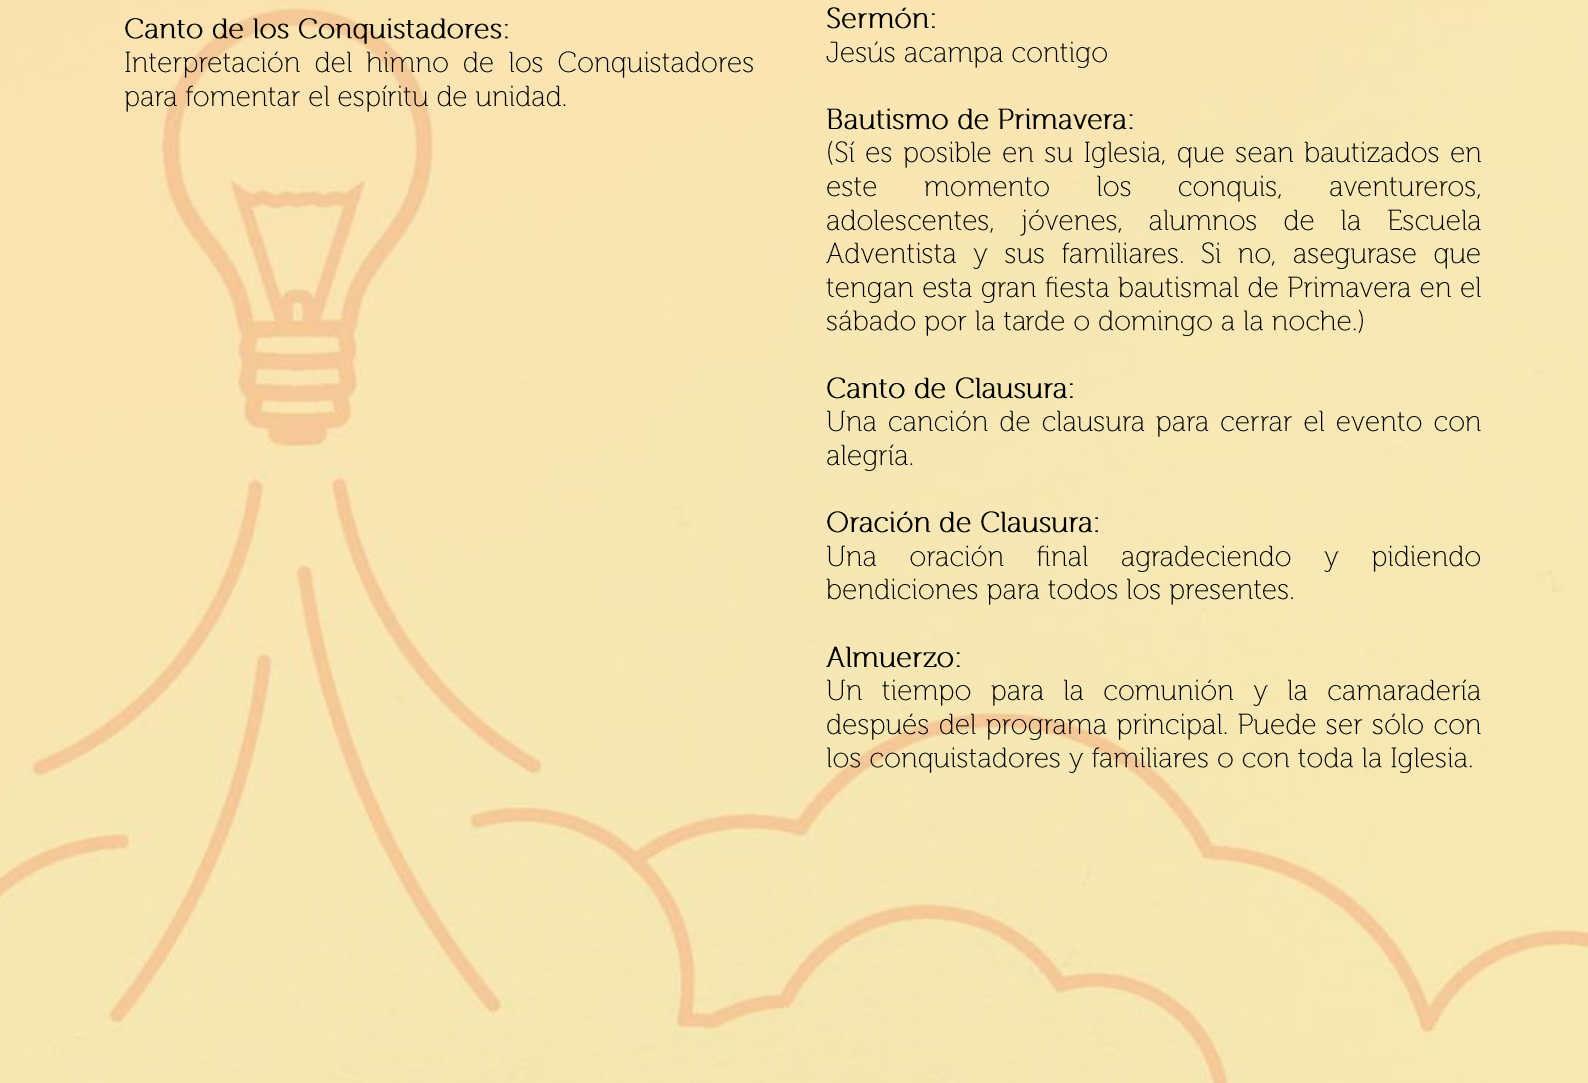 Canto de los Conquistadores:
Interpretación del himno de los Conquistadores
para fomentar el espíritu de unidad.
Sermón:
Jesús acampa contigo
Bautismo de Primavera:
(Sí es posible en su Iglesia, que sean bautizados en
este momento los conquis, aventureros,
adolescentes, jóvenes, alumnos de la Escuela
Adventista y sus familiares. Si no, asegurase que
tengan esta gran fiesta bautismal de Primavera en el
sábado por la tarde o domingo a la noche.)
Canto de Clausura:
Una canción de clausura para cerrar el evento con
alegría.
Oración de Clausura:
Una oración final agradeciendo y pidiendo
bendiciones para todos los presentes.
Almuerzo:
Un tiempo para la comunión y la camaradería
después del programa principal. Puede ser sólo con
los conquistadores y familiares o con toda la Iglesia.